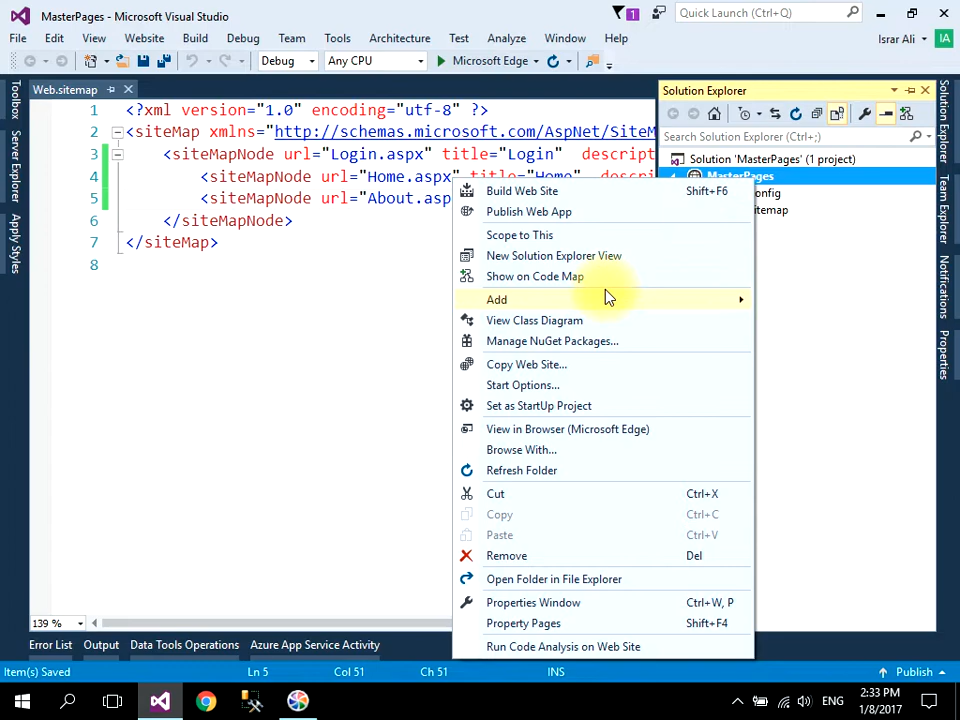 MasterPages - Microsoft Visual Studio
1
Quick Launch (Ctrl+Q)
File Edit View Website Build Debug Team Tools Architecture Test Analyze Window Help
Israr Ali
IA
Debug
Any CPU
Microsoft Edge
Web.sitemap
1 <?xml version="1.0" encoding="utf-8" ?>
2 <siteMap xmlns="http://schemas.microsoft.com/AspNet/SiteM
3 <siteMapNode url="Login.aspx" title="Login" descript
4 <siteMapNode url="Home.aspx" title="Home" descri
5 <siteMapNode url="About.asp
6 </siteMapNode>
7 </siteMap>
8
Toolbox
Server Explorer
Apply Styles
Solution Explorer
Search Solution Explorer (Ctrl+;)
Solution 'MasterPages' (1 project)
MasterPages
onfig
itemap
Solution Explorer
Team Explorer
Notifications
Properties
Build Web Site Shift+F6
Publish Web App
Scope to This
New Solution Explorer View
Show on Code Map
Add
View Class Diagram
Manage NuGet Packages...
Copy Web Site...
Start Options...
Set as StartUp Project
View in Browser (Microsoft Edge)
Browse With...
Refresh Folder
Cut Ctrl+X
Copy Ctrl+C
Paste Ctrl+V
Remove Del
Open Folder in File Explorer
Properties Window Ctrl+W, P
Property Pages Shift+F4
Run Code Analysis on Web Site
139 %
Error List Output Data Tools Operations Azure App Service Activity
Item(s) Saved Ln 5 Col 51 Ch 51 INS Publish
ENG
2:33 PM
1/8/2017